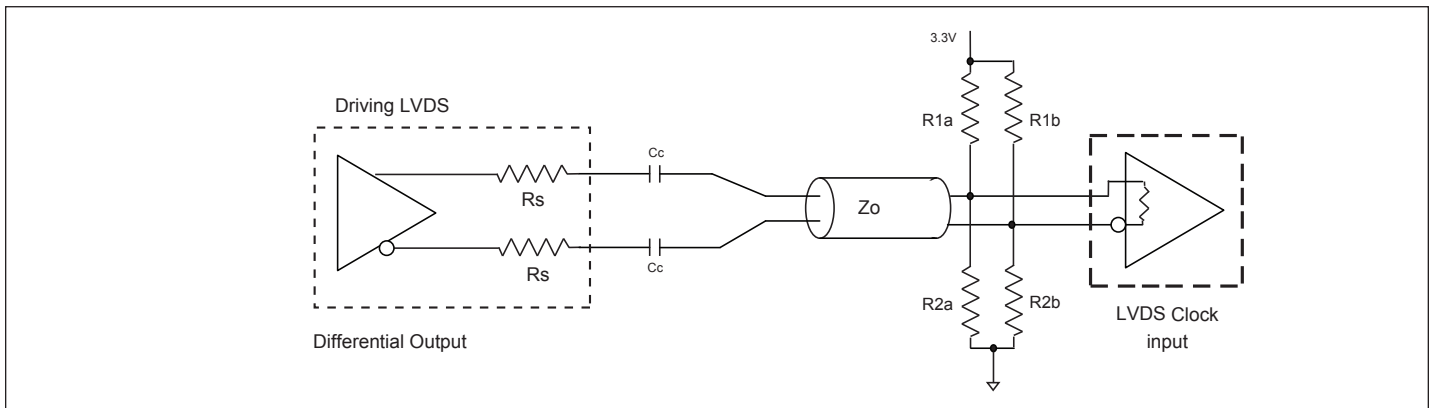 3.3V
Driving LVDS
R1a
R1b
Cc
Rs
Zo
Rs
Cc
R2a
R2b
LVDS Clock
input
Differential Output